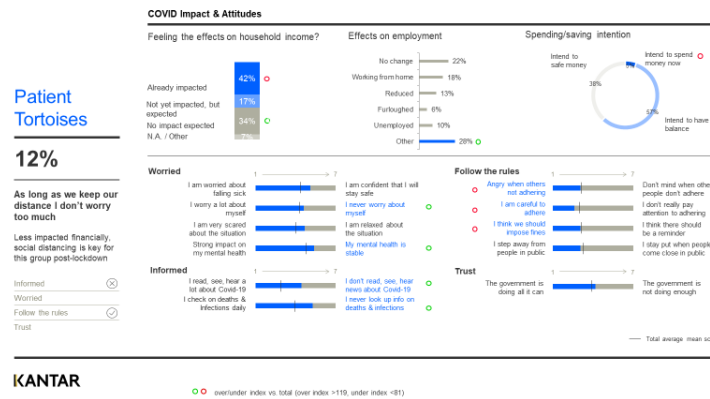 COVID Impact & Attitudes
Feeling the effects on household income?
42%
17%
34%
7%
Already impacted
Not yet impacted, but
expected
No impact expected
N.A. / Other
Effects on employment
No change 22%
Working from home 18%
Reduced 13%
Furloughed 6%
Unemployed 10%
Other 28%
Spending/saving intention
Intend to
safe money
Intend to spend
money now
38%
57%
Intend to have
balance
Patient
Tortoises
12%
As long as we keep our
distance I don't worry
too much
Less impacted financially,
social distancing is key for
this group post-lockdown
Informed
Worried
Follow the rules
Trust
Worried
1 7
I am worried about
falling sick
I am confident that I will
stay safe
I worry a lot about
myself
I never worry about
myself
I am very scared
about the situation
I am relaxed about
the situation
Strong impact on
my mental health
My mental health is
stable
Informed
I read, see, hear a
lot about Covid-19
I don't read, see, hear
news about Covid-19
I check on deaths &
Infections daily
I never look up info on
deaths & infections
Follow the rules
1 7
Angry when others
not adhering
Don't mind when othe
people don't adhere
I am careful to
adhere
I don't really pay
attention to adhering
I think we should
impose fines
I think there should
be a reminder
I step away from
people in public
I stay put when people
come close in public
Trust
The government is
doing all it can
The government is
not doing enough
Total average mean sc
KANTAR
over/under index vs total (over index >119, under index <81)